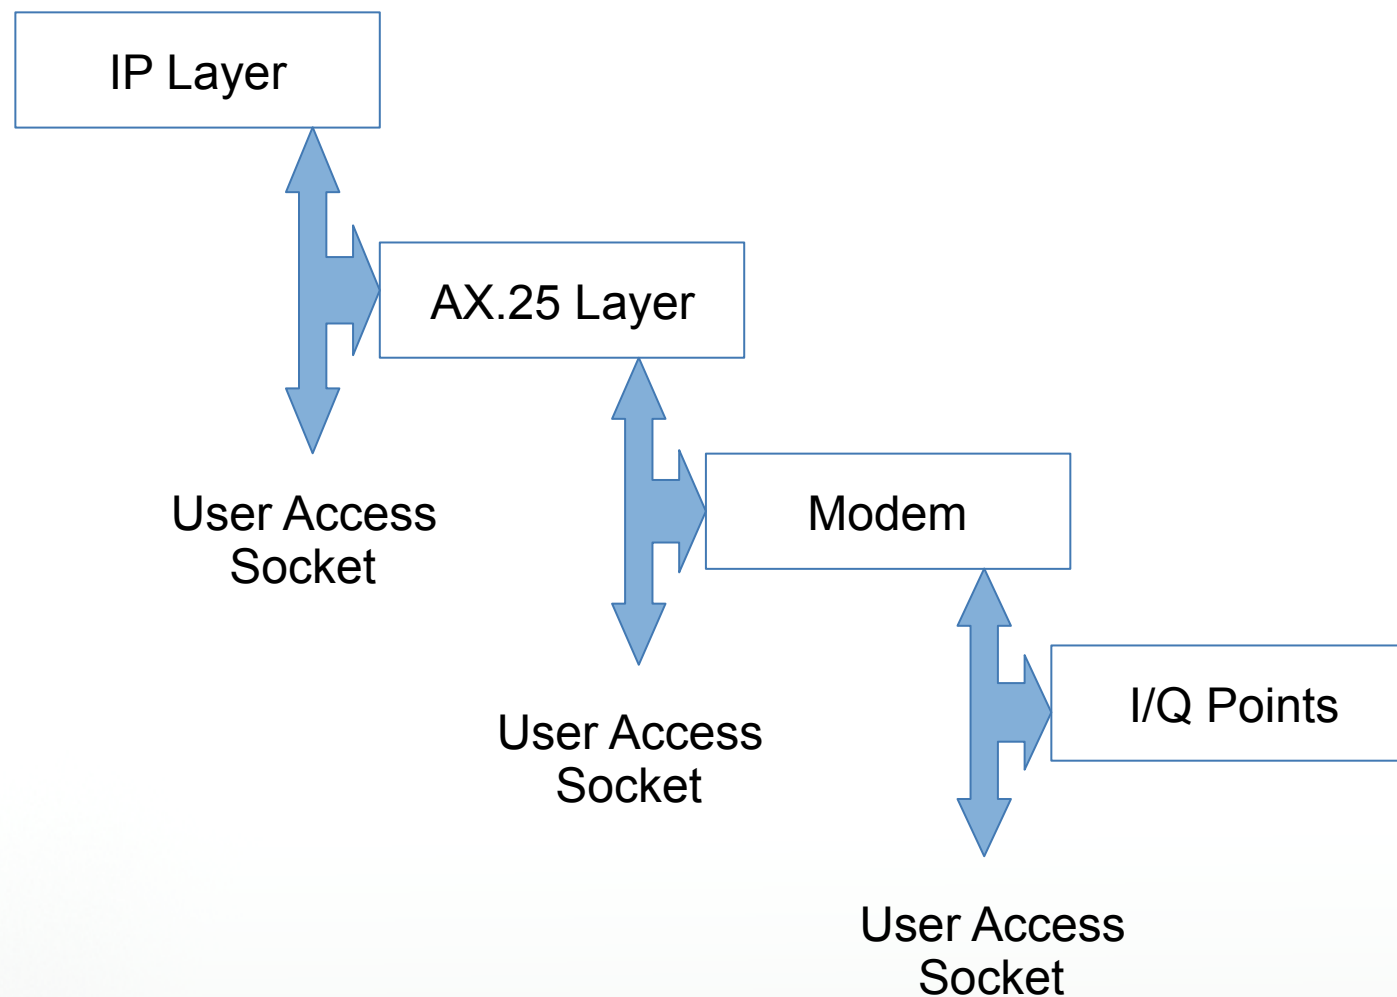 IP Layer
AX.25 Layer
User Access
Socket
Modem
User Access
Socket
I/Q Points
User Access
Socket